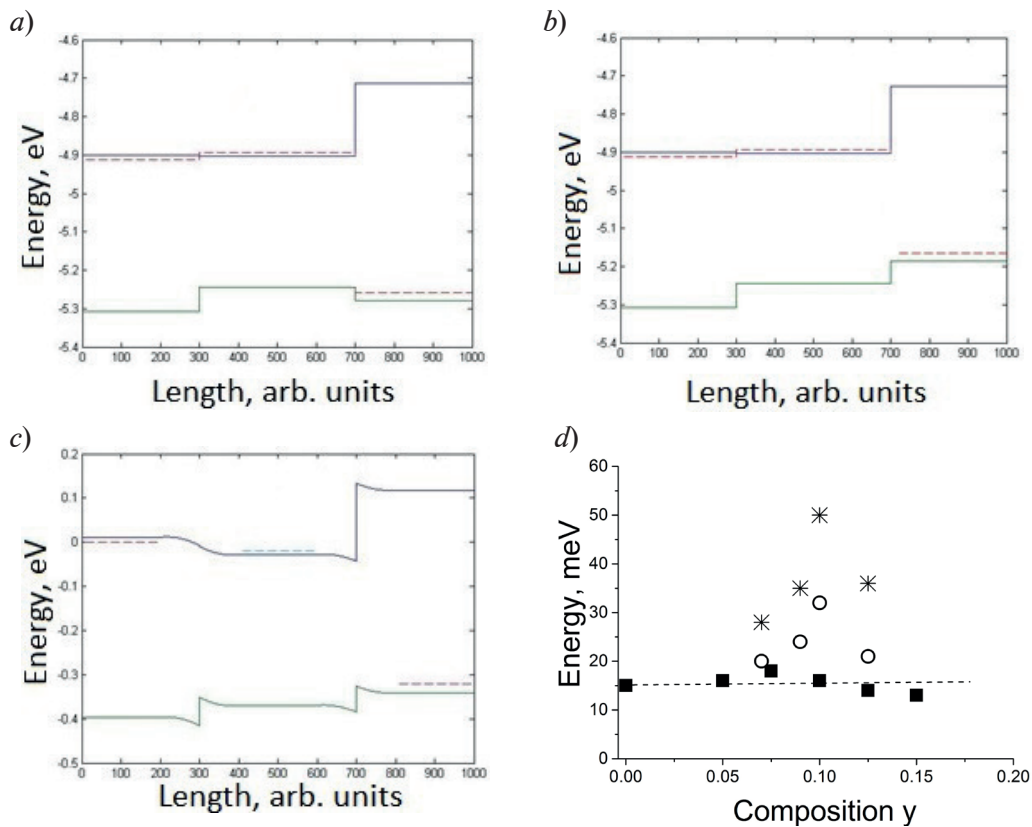 a)
-4.6
-4.7
-4.8
-4.9
-5
-5.1
-5.2
-5.3
-5.4
Energy, eV
0 100 200 300 400 500 600 700 800 900 1000
Length, arb. units
b)
-4.6
-4.7
-4.8
-4.9
-5
-5.1
-5.2
-5.3
-5.4
Energy, eV
0 100 200 300 400 500 600 700 800 900 1000
Length, arb. units
c)
0.2
0.1
0
-0.1
-0.2
-0.3
-0.4
-0.5
Energy, eV
0 100 200 300 400 500 600 700 800 900 1000
Length, arb. units
d)
60
50
40
30
20
10
0
Energy, meV
0.00 0.05 0.10 0.15 0.20
Composition y